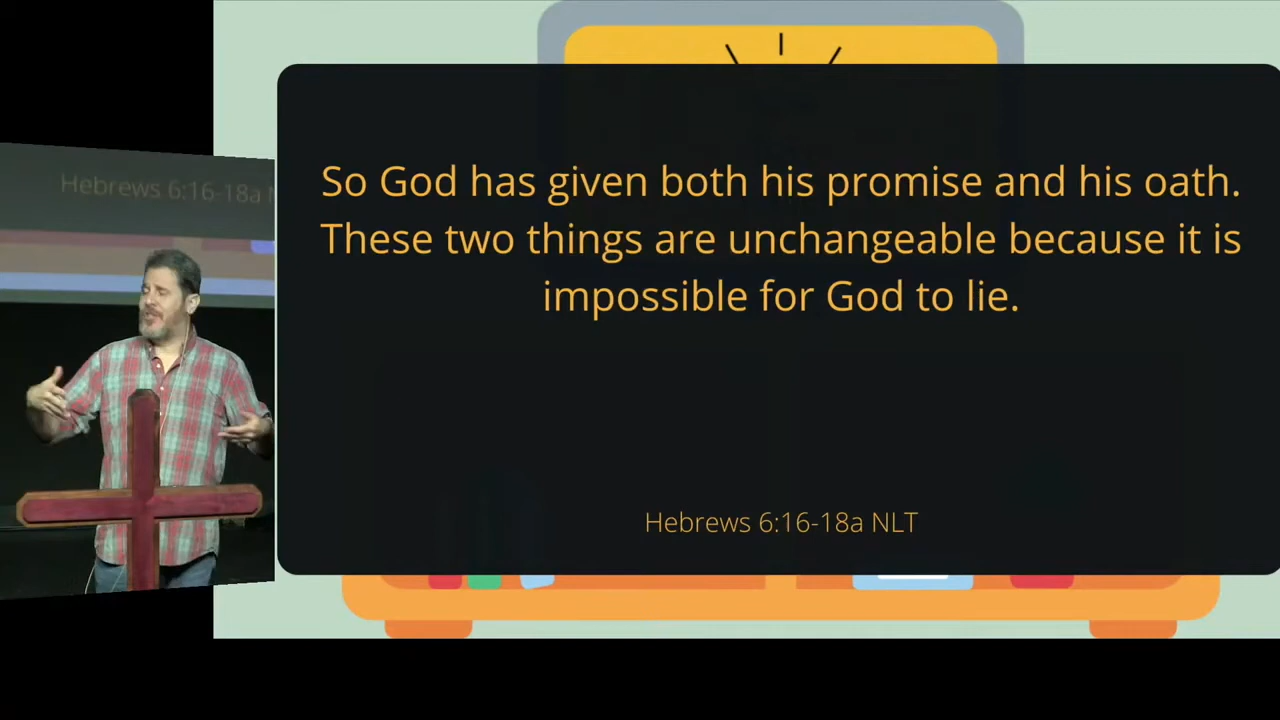 Hebrews 6:16-18a
So God has given both his promise and his oath.
These two things are unchangeable because it is
impossible for God to lie.
Hebrews 6:16-18a NLT